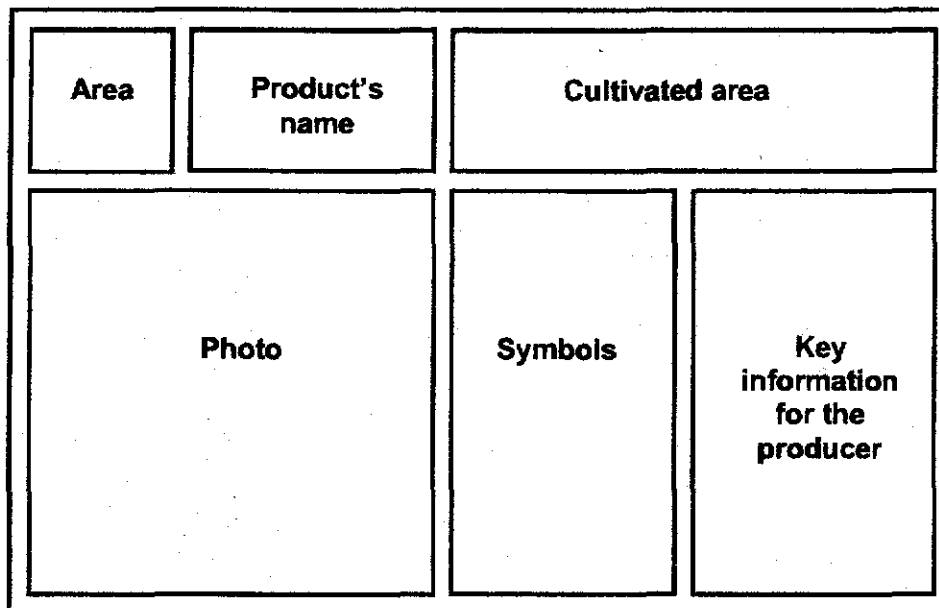 Area
Product's
name
Cultivated area
Photo
Symbols
Key
information
for the
producer